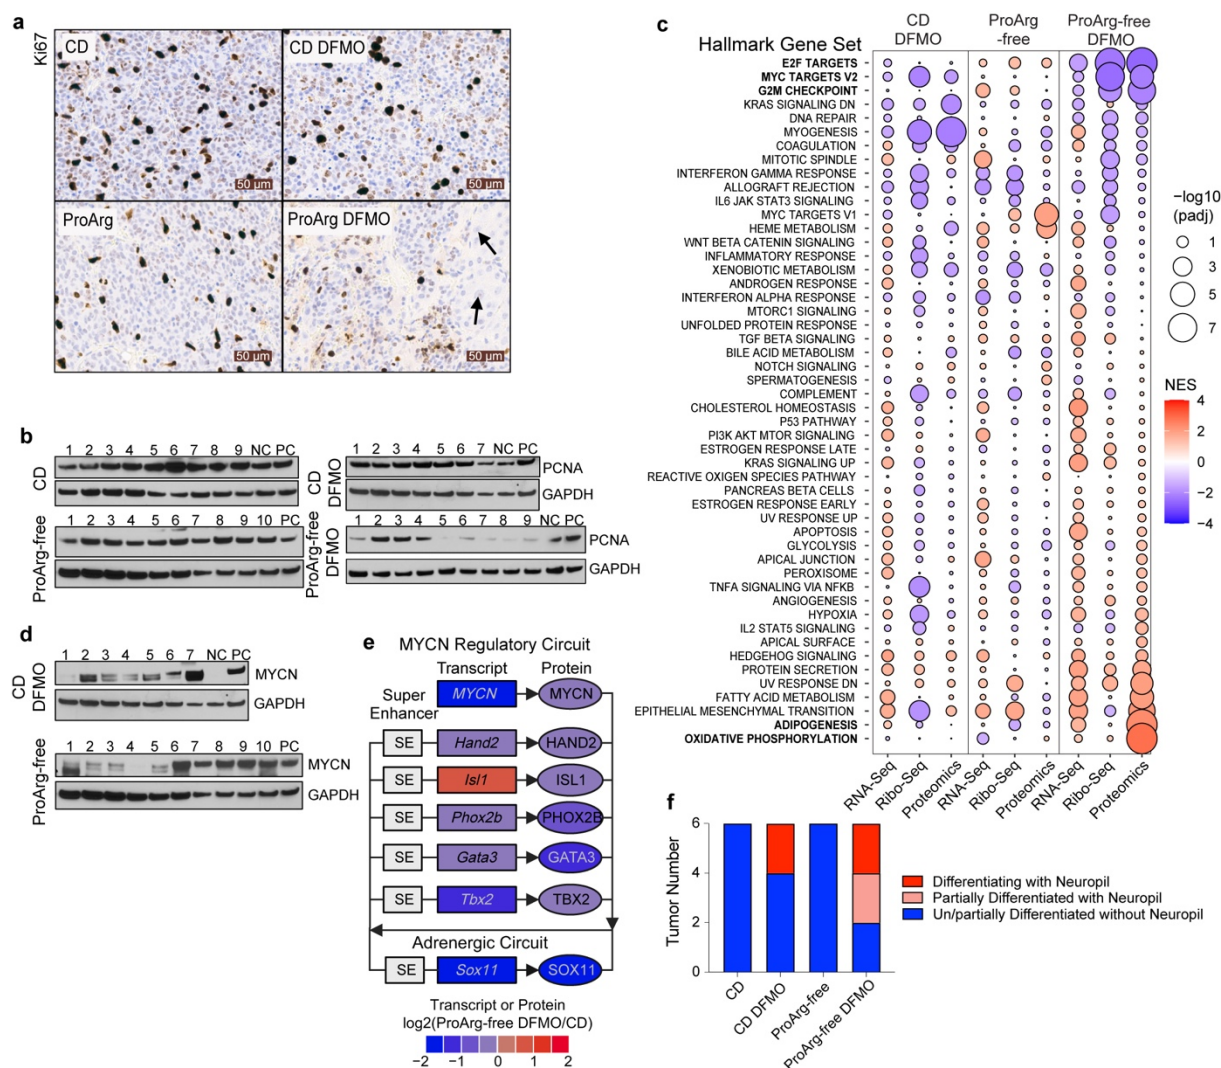 a
Ki67
CD
50 µm
CD DFMO
50 µm
ProArg
50 µm
ProArg DFMO
50 µm
b
1 2 3 4 5 6 7 8 9 NC PC
CD
1 2 3 4 5 6 7 NC PC
CD DFMO
PCNA
GAPDH
1 2 3 4 5 6 7 8 9 10 PC
ProArg-free
1 2 3 4 5 6 7 8 9 NC PC
ProArg-free DFMO
PCNA
GAPDH
c
Hallmark Gene Set
CD DFMO
ProArg -free
ProArg-free DFMO
E2F TARGETS
MYC TARGETS V2
G2M CHECKPOINT
KRAS SIGNALING DN
DNA REPAIR
MYOGENESIS
COAGULATION
MITOTIC SPINDLE
INTERFERON GAMMA RESPONSE
ALLOGRAFT REJECTION
IL6 JAK STAT3 SIGNALING
MYC TARGETS V1
HEME METABOLISM
WNT BETA CATENIN SIGNALING
INFLAMMATORY RESPONSE
XENOBIOTIC METABOLISM
ANDROGEN RESPONSE
INTERFERON ALPHA RESPONSE
MTORC1 SIGNALING
UNFOLDED PROTEIN RESPONSE
TGF BETA SIGNALING
BILE ACID METABOLISM
NOTCH SIGNALING
SPERMATOGENESIS
COMPLEMENT
CHOLESTEROL HOMEOSTASIS
P53 PATHWAY
PI3K AKT MTOR SIGNALING
ESTROGEN RESPONSE LATE
KRAS SIGNALING UP
REACTIVE OXIGEN SPECIES PATHWAY
PANCREAS BETA CELLS
ESTROGEN RESPONSE EARLY
UV RESPONSE UP
APOPTOSIS
GLYCOLYSIS
APICAL JUNCTION
PEROXISOME
TNFA SIGNALING VIA NFKB
ANGIOGENESIS
HYPOXIA
IL2 STAT5 SIGNALING
APICAL SURFACE
HEDGEHOG SIGNALING
PROTEIN SECRETION
UV RESPONSE DN
FATTY ACID METABOLISM
EPITHELIAL MESENCHYMAL TRANSITION
ADIPOGENESIS
OXIDATIVE PHOSPHORYLATION
RNA-Seq
Ribo-Seq
Proteomics
RNA-Seq
Ribo-Seq
Proteomics
RNA-Seq
Ribo-Seq
Proteomics
−log10
(padj)
1
3
5
7
NES
4
2
0
−2
−4
d
1 2 3 4 5 6 7 NC PC
CD DFMO
MYCN
GAPDH
1 2 3 4 5 6 7 8 9 10 PC
ProArg-free
MYCN
GAPDH
e
MYCN Regulatory Circuit
Transcript Protein
Super Enhancer
MYCN MYCN
SE Hand2 HAND2
SE Isl1 ISL1
SE Phox2b PHOX2B
SE Gata3 GATA3
SE Tbx2 TBX2
Adrenergic Circuit
SE Sox11 SOX11
Transcript or Protein
log2(ProArg-free DFMO/CD)
−2 −1 0 1 2
f
Tumor Number
6
4
2
0
CD
CD DFMO
ProArg-free
ProArg-free DFMO
Differentiating with Neuropil
Partially Differentiated with Neuropil
Un/partially Differentiated without Neuropil